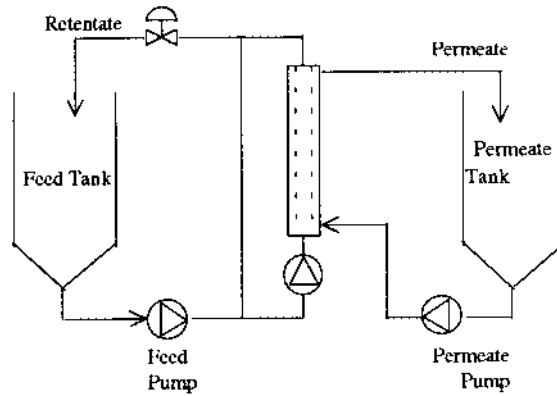 Retentate
Permeate
Feed Tank
Permeate
Tank
Feed
Pump
Permeate
Pump